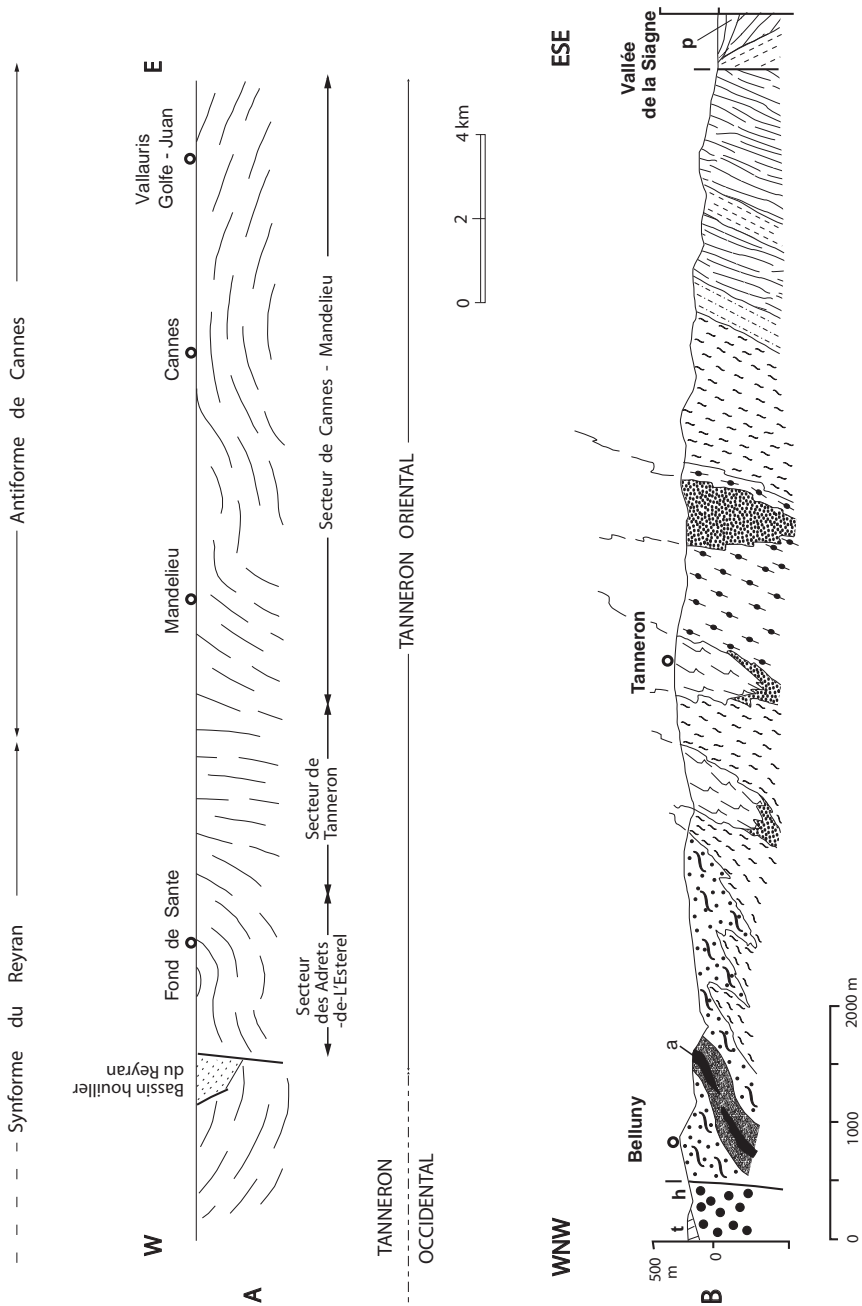 Synforme du Reyran
Antiforme de Cannes
W
E
Bassin houiller
du Reyran
Fond de Sante
Mandelieu
Cannes
Vallauris
Golfe - Juan
A
Secteur
des Adrets
-de-L'Esterel
Secteur de
Tanneron
Secteur de Cannes - Mandelieu
TANNERON
OCCIDENTAL
TANNERON ORIENTAL
0 2 4 km
WNW
ESE
Belluny
Tanneron
Vallée
de la Siagne
500
m
0
t
h
a
p
B
0 1000 2000 m